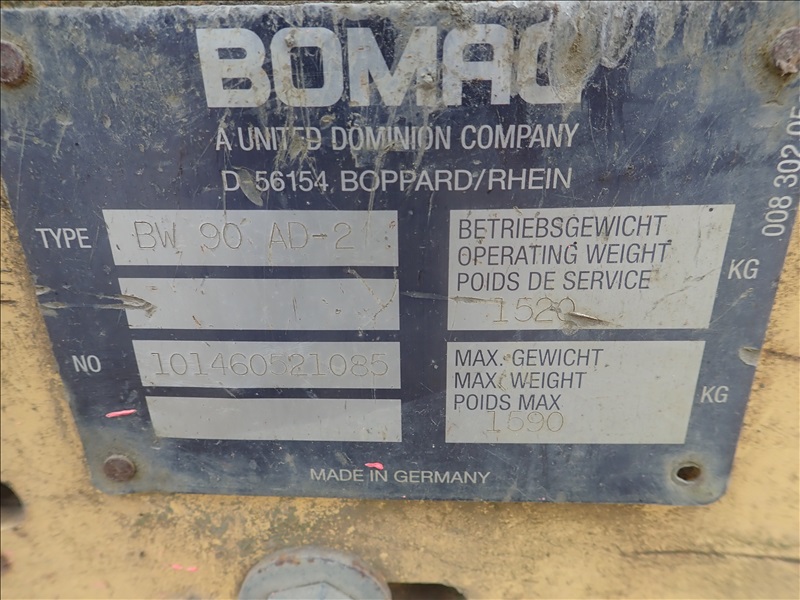 BOMAG
A UNITED DOMINION COMPANY
D-56154 BOPPARD/RHEIN
TYPE BW 90 AD-2
NO 101460521085
BETRIEBSGEWICHT
OPERATING WEIGHT
POIDS DE SERVICE
1520 KG
MAX. GEWICHT
MAX. WEIGHT
POIDS MAX
1590 KG
MADE IN GERMANY
008 302 05